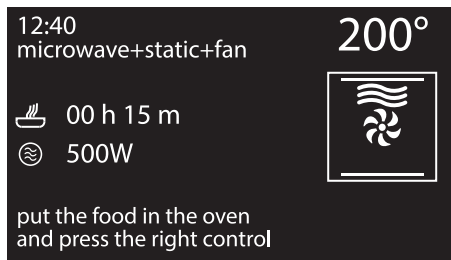 12:40
microwave+static+fan
200°
00 h 15 m
500W
put the food in the oven
and press the right control